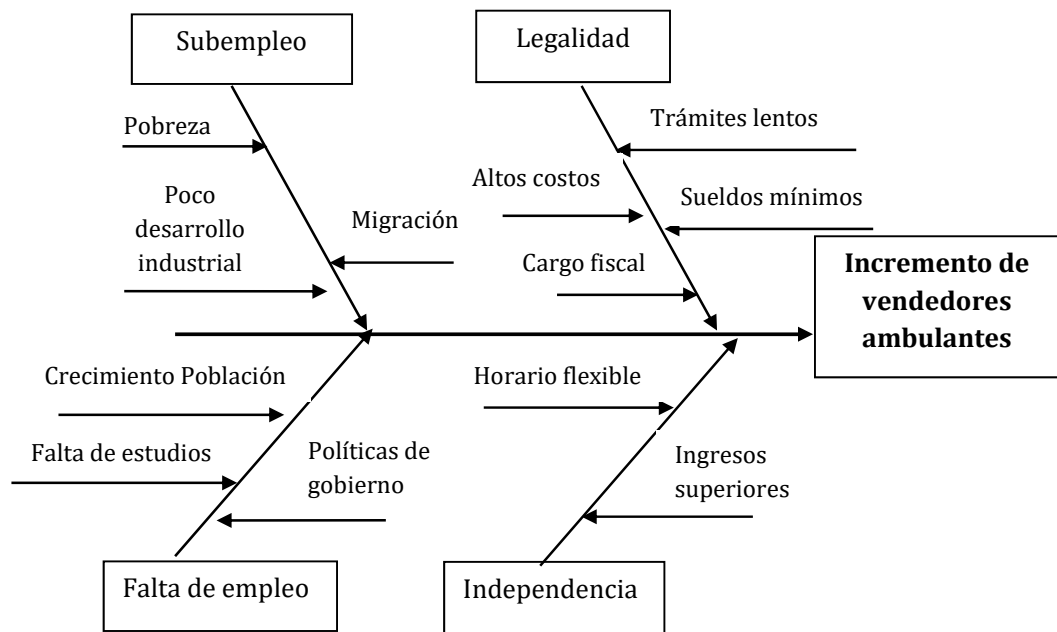 Subempleo
Legalidad
Pobreza
Trámites lentos
Altos costos
Poco
desarrollo
industrial
Migración
Sueldos mínimos
Cargo fiscal
Incremento de
vendedores
ambulantes
Crecimiento Población
Horario flexible
Falta de estudios
Políticas de
gobierno
Ingresos
superiores
Falta de empleo
Independencia